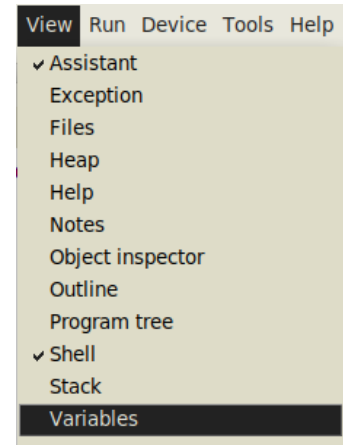 View Run Device Tools Help
✓ Assistant
Exception
Files
Heap
Help
Notes
Object inspector
Outline
Program tree
✓ Shell
Stack
Variables